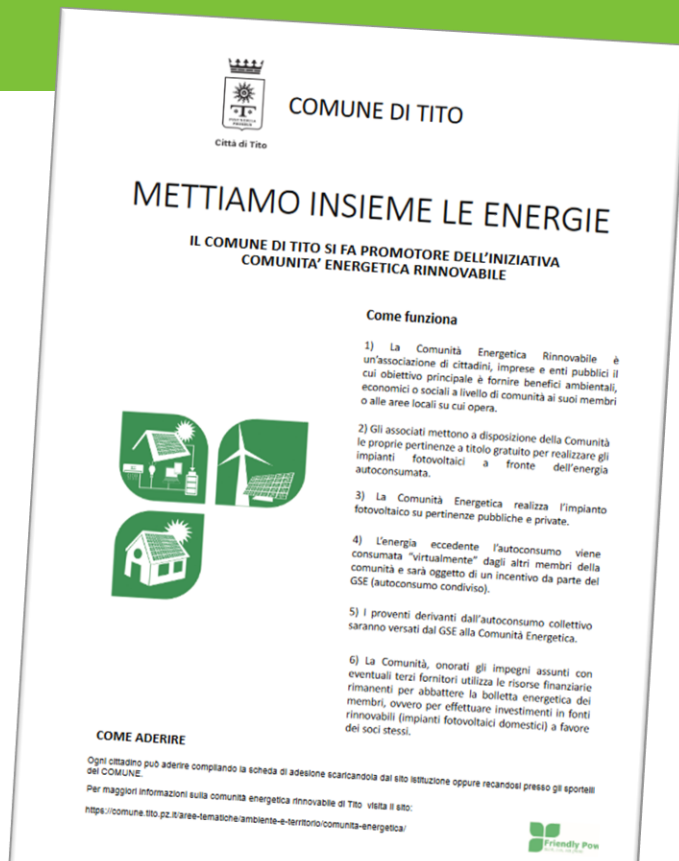 COMUNE DI TITO
Città di Tito
METTIAMO INSIEME LE ENERGIE
IL COMUNE DI TITO SI FA PROMOTORE DELL'INIZIATIVA
COMUNITA' ENERGETICA RINNOVABILE
Come funziona
1) La Comunità Energetica Rinnovabile è
un'associazione di cittadini, imprese e enti pubblici il
cui obiettivo principale è fornire benefici ambientali,
economici o sociali a livello di comunità ai suoi membri
o alle aree locali su cui opera.
2) Gli associati mettono a disposizione della Comunità
le proprie pertinenze a titolo gratuito per realizzare gli
impianti fotovoltaici a fronte dell'energia
autoconsumata.
3) La Comunità Energetica realizza l'impianto
fotovoltaico su pertinenze pubbliche e private.
4) L'energia eccedente l'autoconsumo viene
consumata "virtualmente" dagli altri membri della
comunità e sarà oggetto di un incentivo da parte del
GSE (autoconsumo condiviso).
5) I proventi derivanti dall'autoconsumo collettivo
saranno versati dal GSE alla Comunità Energetica.
6) La Comunità, onorati gli impegni assunti con
eventuali terzi fornitori utilizza le risorse finanziarie
rimanenti per abbattere la bolletta energetica dei
membri, ovvero per effettuare investimenti in fonti
rinnovabili (impianti fotovoltaici domestici) a favore
dei soci stessi.
COME ADERIRE
Ogni cittadino può aderire compilando la scheda di adesione scaricandola dal sito istituzione oppure recandosi presso gli sportelli
del COMUNE.
Per maggiori informazioni sulla comunità energetica rinnovabile di Tito visita il sito:
https://comune.tito.pz.it/aree-tematiche/ambiente-e-territorio/comunita-energetica/
Friendly Pow